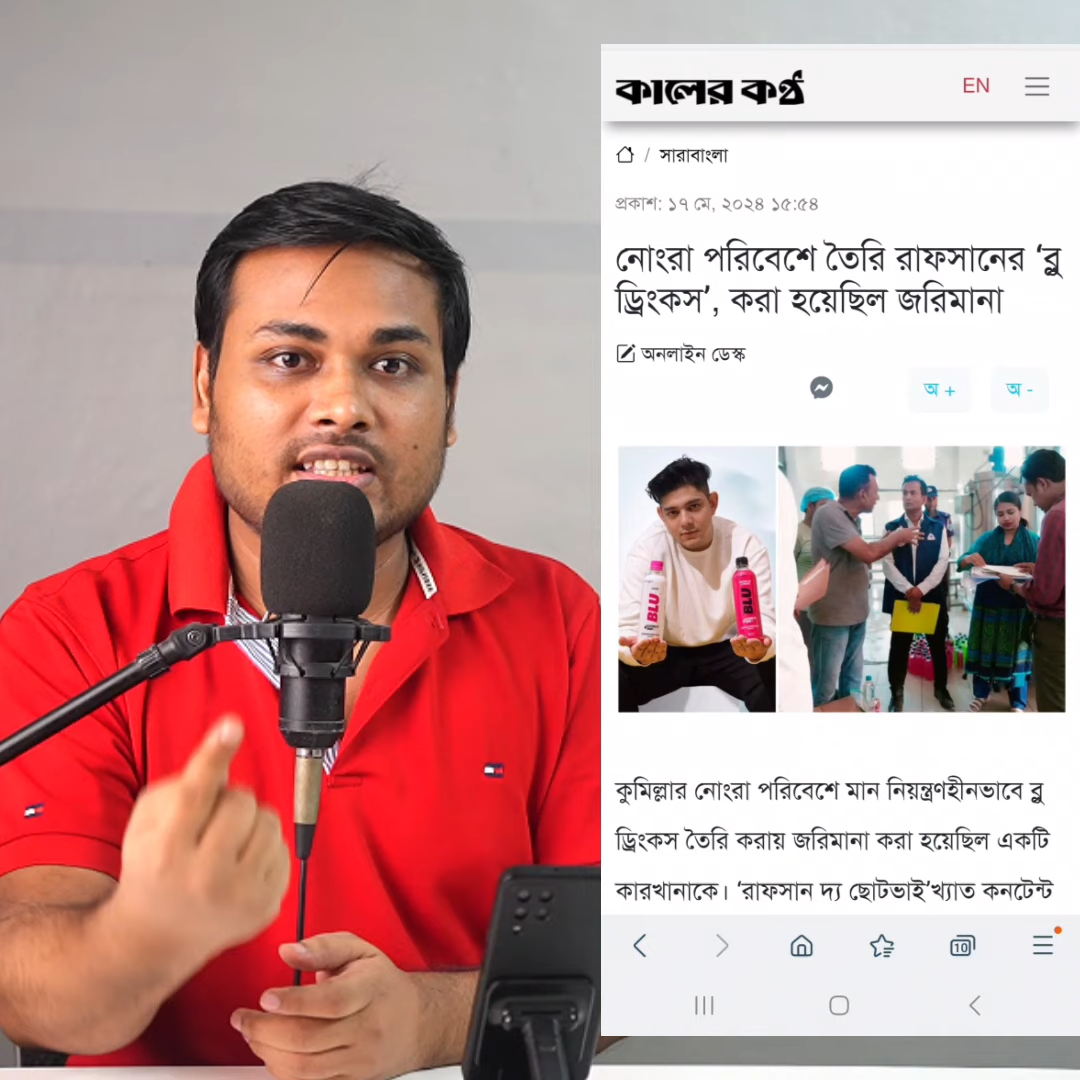 কালের কণ্ঠ
EN
/ সারাবাংলা
প্রকাশ: ১৭ মে, ২০২৪ ১৫:৫৪
নোংরা পরিবেশে তৈরি রাফসানের ‘ব্লু
ড্রিংকস’, করা হয়েছিল জরিমানা
অনলাইন ডেস্ক
অ +
অ -
BLU
BLU
কুমিল্লার নোংরা পরিবেশে মান নিয়ন্ত্রণহীনভাবে ব্লু
ড্রিংকস তৈরি করায় জরিমানা করা হয়েছিল একটি
কারখানাকে। ‘রাফসান দ্য ছোটভাই’খ্যাত কনটেন্ট
10